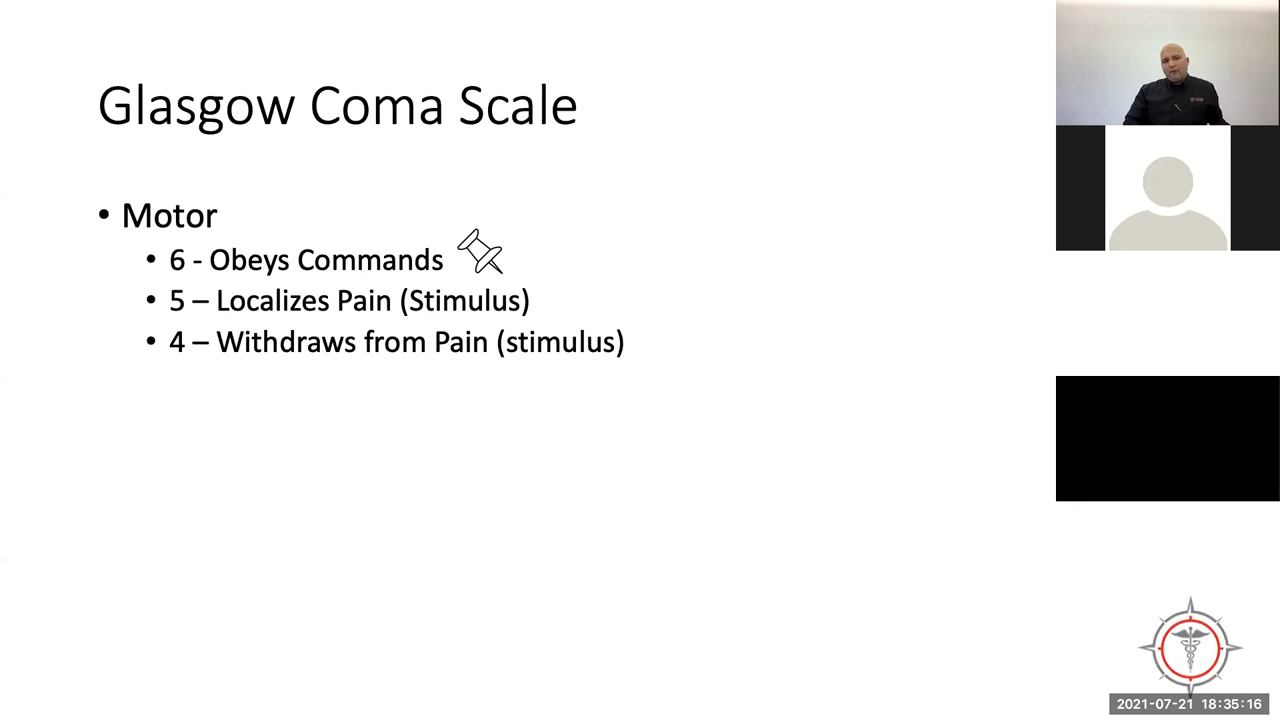 Glasgow Coma Scale
• Motor
• 6 - Obeys Commands
• 5 – Localizes Pain (Stimulus)
• 4 – Withdraws from Pain (stimulus)
2021-07-21 18:35:16